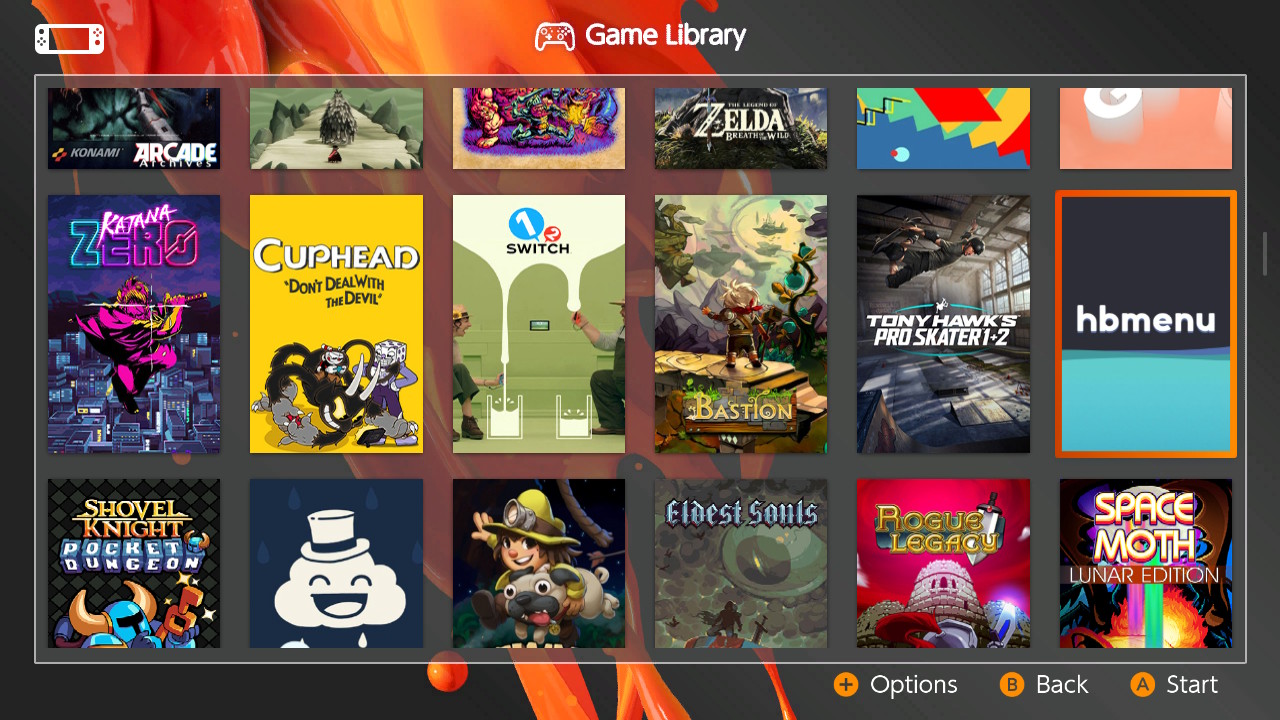 Game Library
KONAMI
ARCADE
Archives
THE LEGEND OF
ZELDA
BREATH OF THE WILD
G
KATANA
ZERO
CUPHEAD
"DON'T DEAL WITH
THE DEVIL"
1 2
SWITCH
BASTION
TONY HAWK'S
PRO SKATER 1+2
hbmenu
SHOVEL
KNIGHT
POCKET
DUNGEON
Eldest Souls
ROGUE
LEGACY
SPACE
MOTH
LUNAR EDITION
+ Options
B Back
A Start